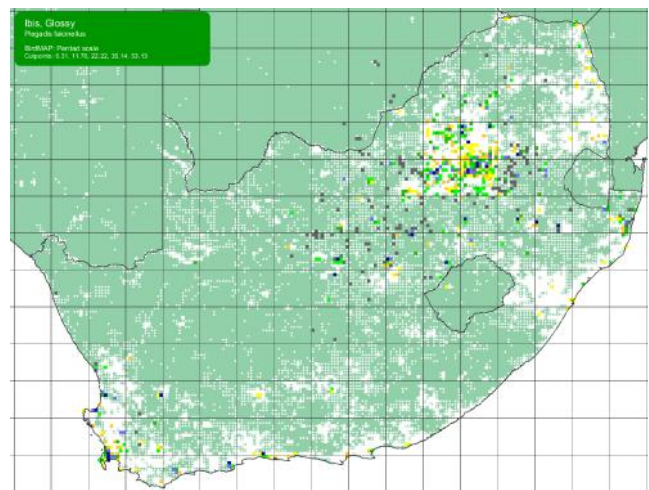 Ibis, Glossy
Plegadis falcinellus
BirdMAP: Pentad scale
Cutpoints: 5.31, 11.76, 22.22, 35.14, 53.13